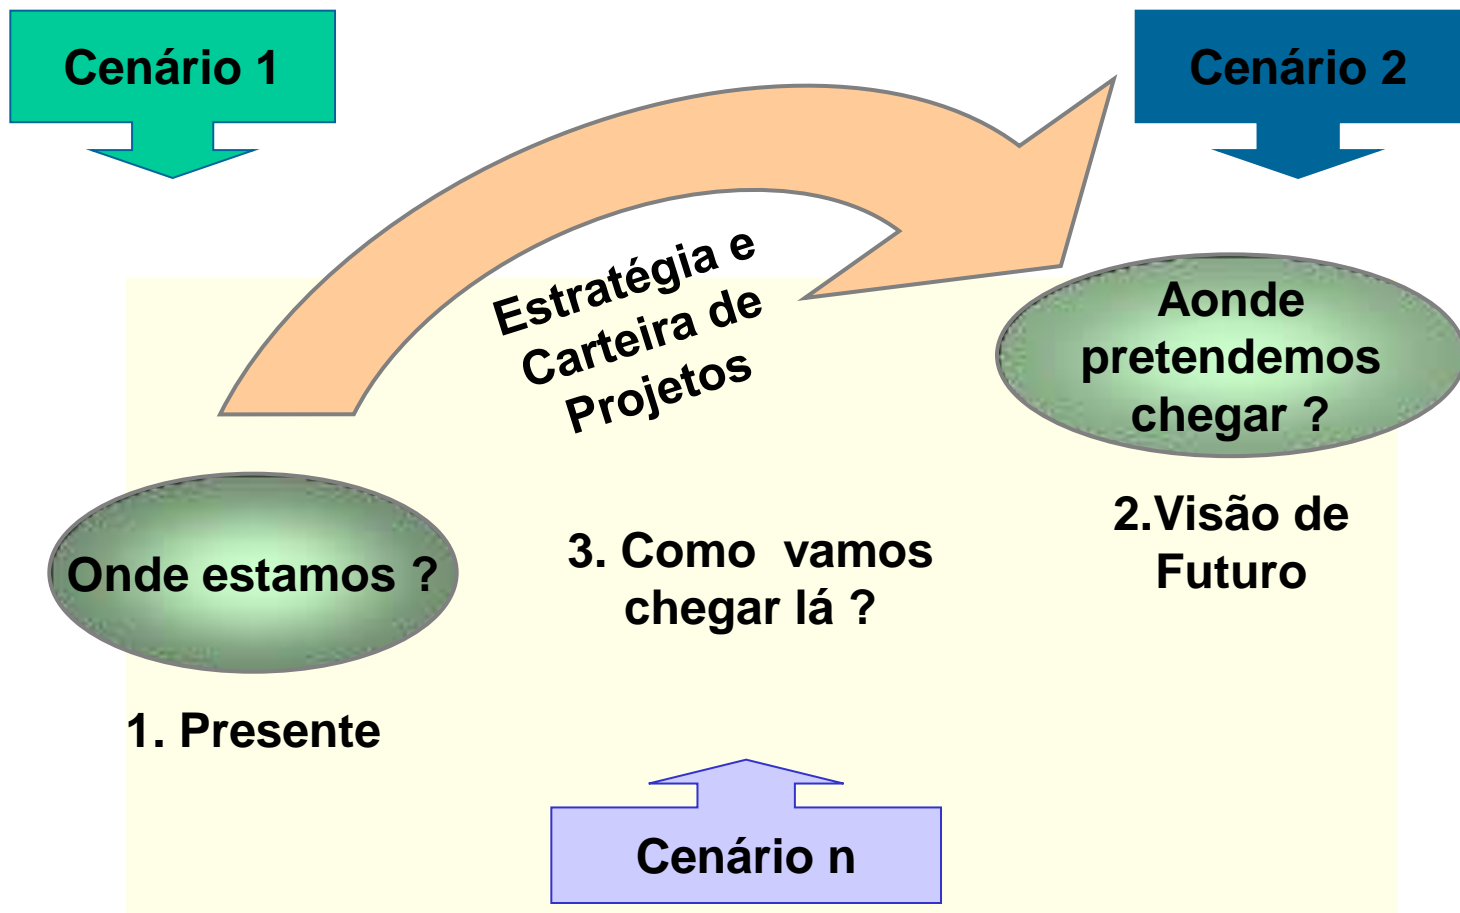 Cenário 1
Cenário 2
Estratégia e
Carteira de
Projetos
Aonde
pretendemos
chegar ?
Onde estamos ?
3. Como vamos
chegar lá ?
2.Visão de
Futuro
1. Presente
Cenário n